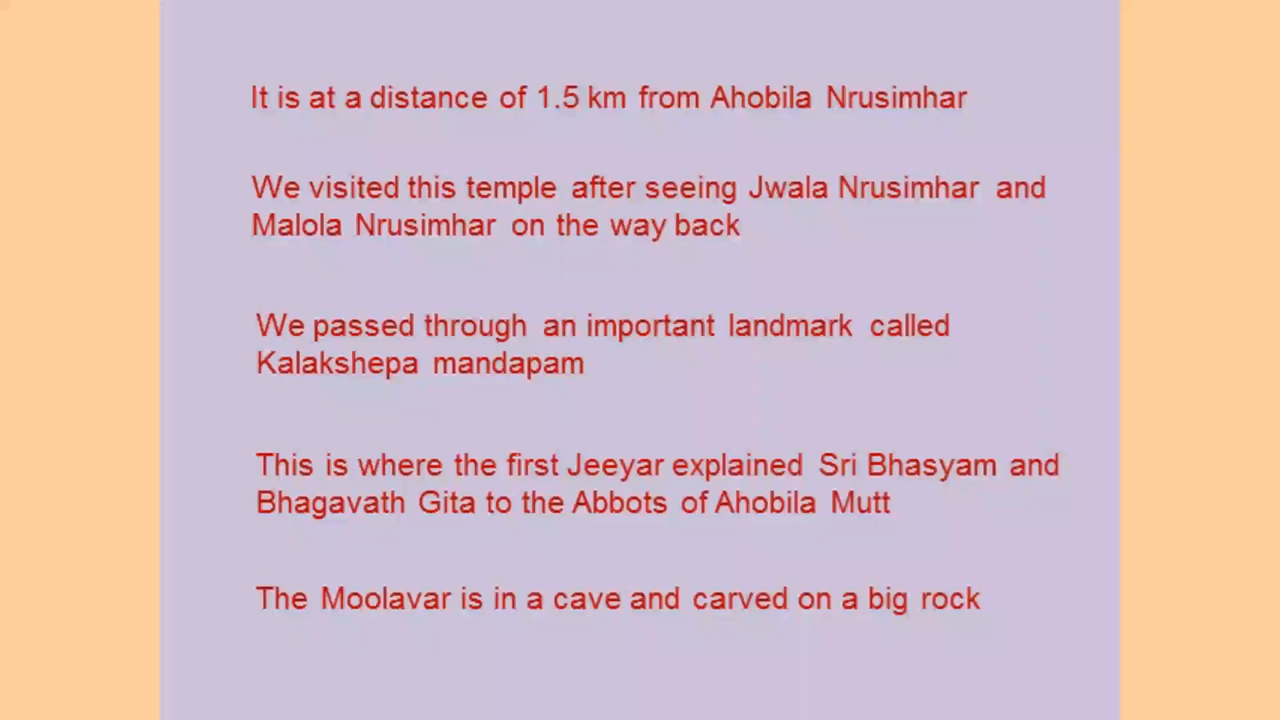 It is at a distance of 1.5 km from Ahobila Nrusimhar
We visited this temple after seeing Jwala Nrusimhar and
Malola Nrusimhar on the way back
We passed through an important landmark called
Kalakshepa mandapam
This is where the first Jeeyar explained Sri Bhasyam and
Bhagavath Gita to the Abbots of Ahobila Mutt
The Moolavar is in a cave and carved on a big rock